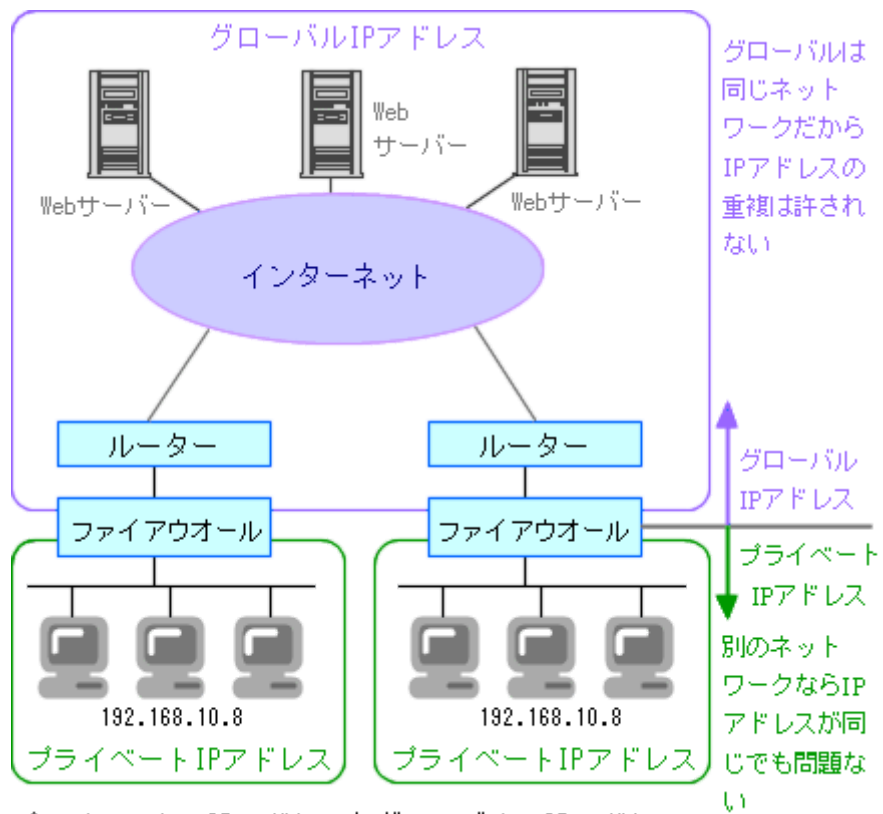 グローバルIPアドレス
グローバルは
同じネット
ワークだから
IPアドレスの
重複は許され
ない
Web
サーバー
Webサーバー
Webサーバー
インターネット
ルーター
ルーター
グローバル
IPアドレス
ファイアウオール
ファイアウオール
プライベート
IPアドレス
別のネット
ワークならIP
アドレスが同
じでも問題な
い
192.168.10.8
192.168.10.8
プライベートIPアドレス
プライベートIPアドレス